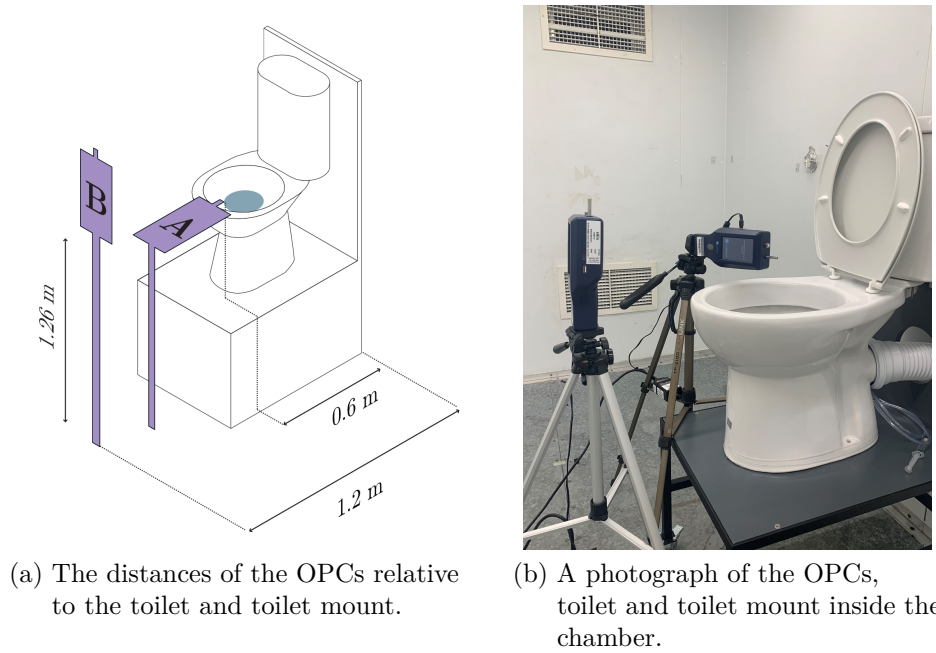 B
A
1.26 m
0.6 m
1.2 m
(a) The distances of the OPCs relative
to the toilet and toilet mount.
(b) A photograph of the OPCs,
toilet and toilet mount inside the
chamber.